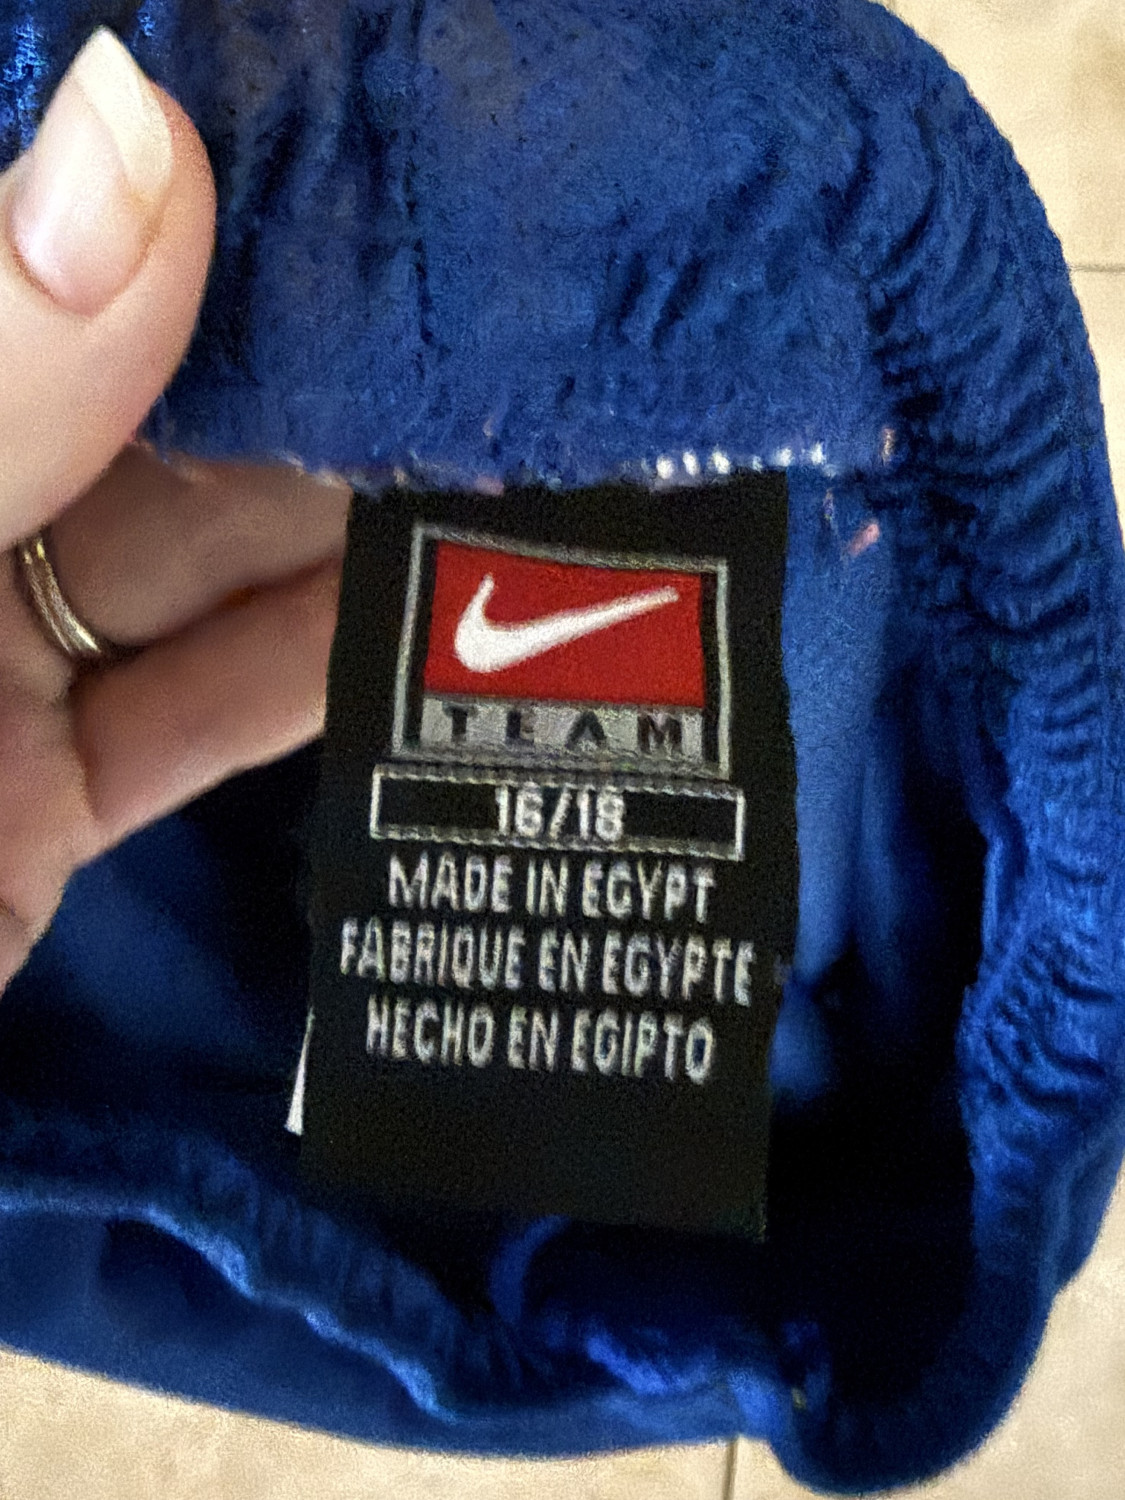 TEAM
16/18
MADE IN EGYPT
FABRIQUE EN EGYPTE
HECHO EN EGIPTO